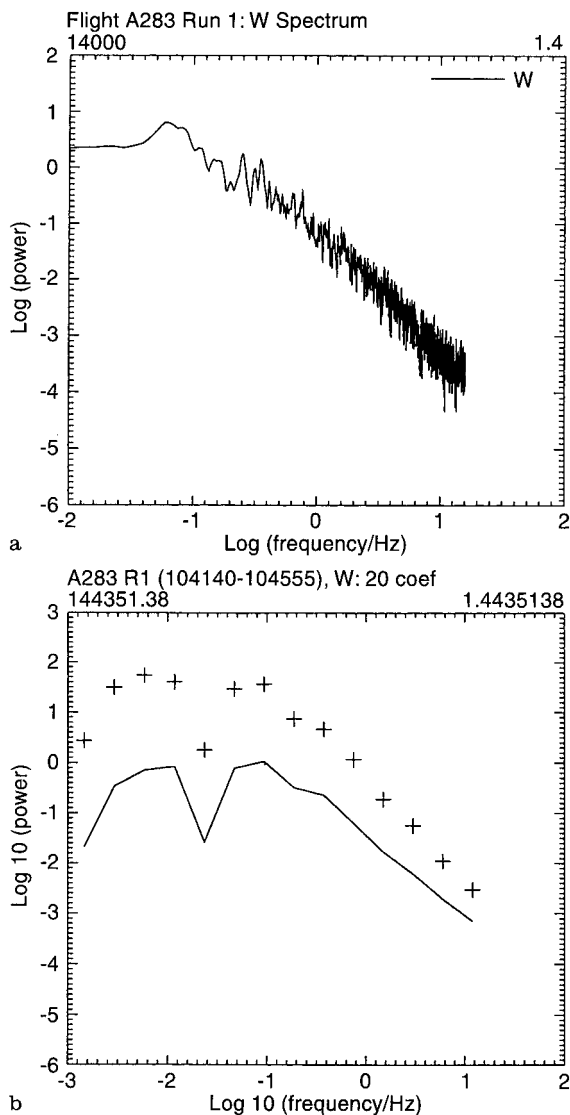 Flight A283 Run 1: W Spectrum
14000 1.4
2
W
1
0
-1
-2
-3
-4
-5
-6
Log (power)
-2 -1 0 1 2
Log (frequency/Hz)
a
A283 R1 (104140-104555), W: 20 coef
144351.38 1.4435138
3
2
1
0
-1
-2
-3
-4
-5
-6
Log 10 (power)
-3 -2 -1 0 1 2
Log 10 (frequency/Hz)
b